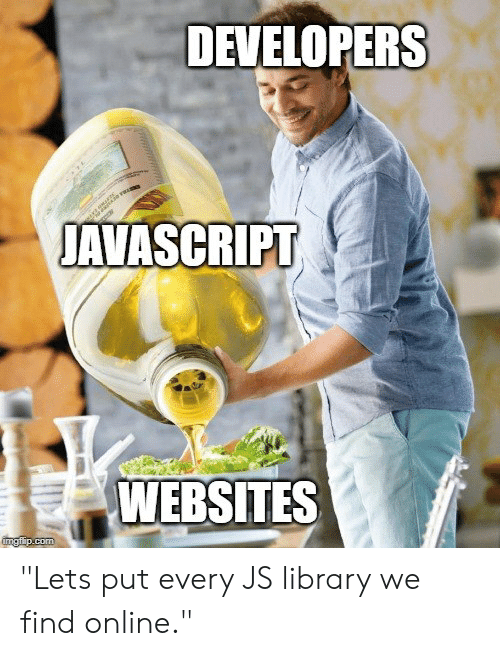 DEVELOPERS
JAVASCRIPT
WEBSITES
imgflip.com
"Lets put every JS library we
find online."